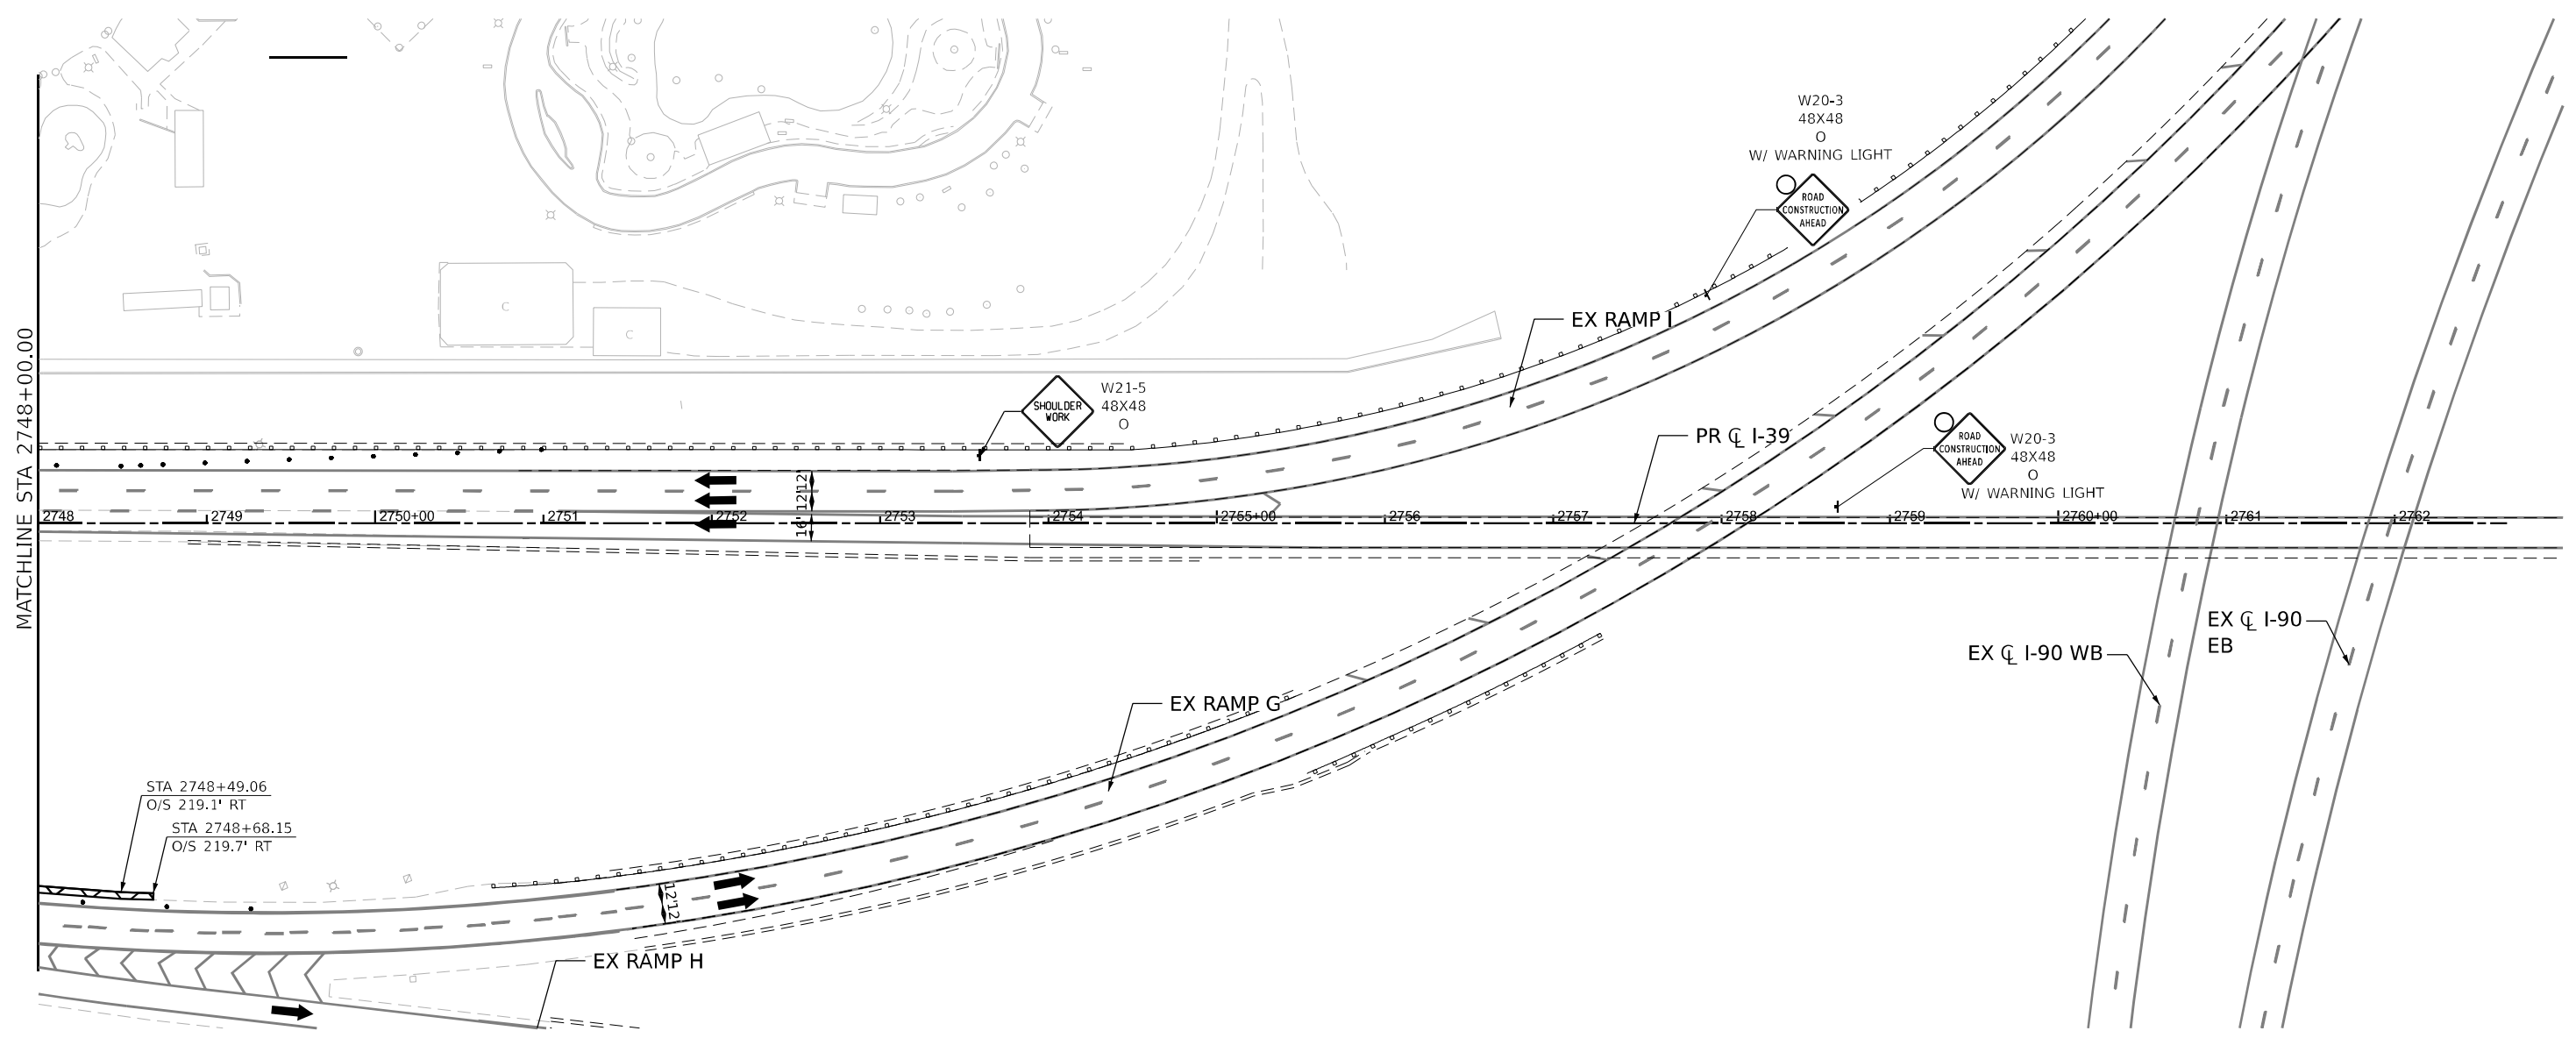 W20-3
48X48
O
W/ WARNING LIGHT
ROAD
CONSTRUCTION
AHEAD
C
C
EX RAMP I
SHOULDER
WORK
W21-5
48X48
O
PR ℄ I-39
ROAD
CONSTRUCTION
AHEAD
W20-3
48X48
O
W/ WARNING LIGHT
MATCHLINE STA 2748+00.00
12'
12'
16'
2748
2749
2750+00
2751
2752
2753
2754
2765+00
2756
2757
2758
2759
2760+00
2761
2762
EX ℄ I-90
EB
EX ℄ I-90 WB
EX RAMP G
STA 2748+49.06
O/S 219.1' RT
STA 2748+68.15
O/S 219.7' RT
12'
12'
EX RAMP H